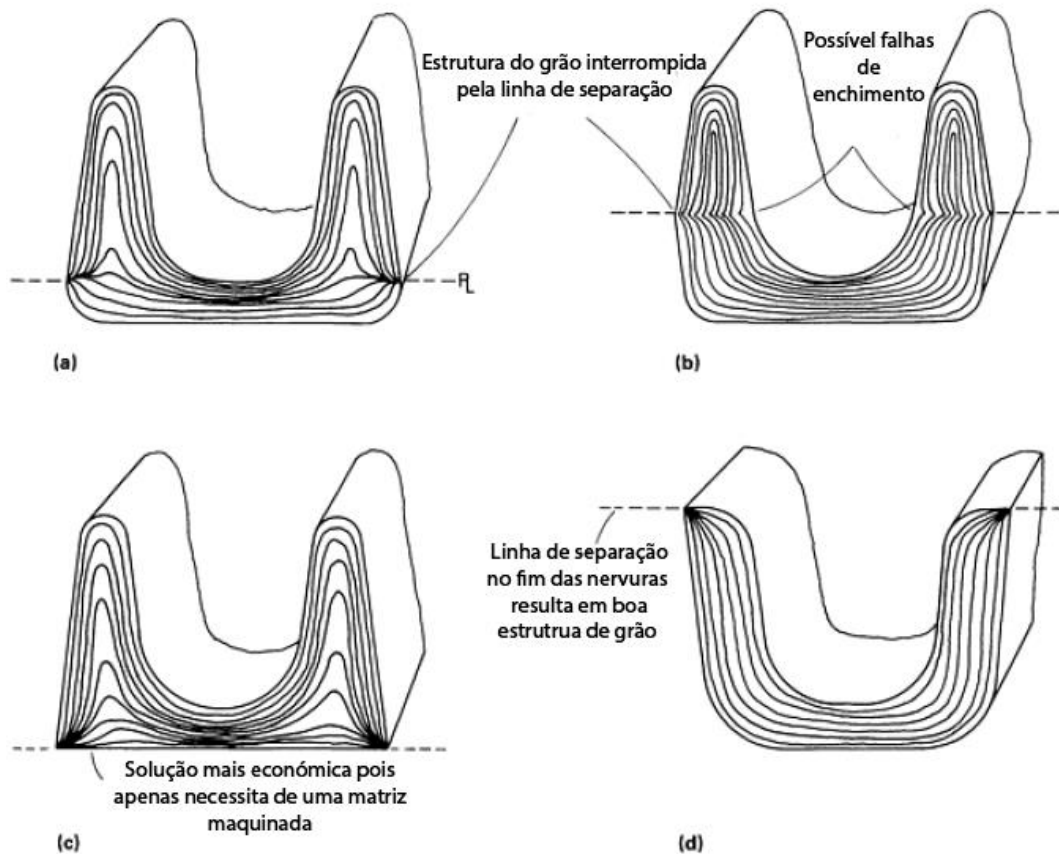 Estrutura do grão interrompida
pela linha de separação
Possível falhas
de
enchimento
PL
(a)
(b)
Linha de separação
no fim das nervuras
resulta em boa
estrutrua de grão
Solução mais económica pois
apenas necessita de uma matriz
maquinada
(c)
(d)